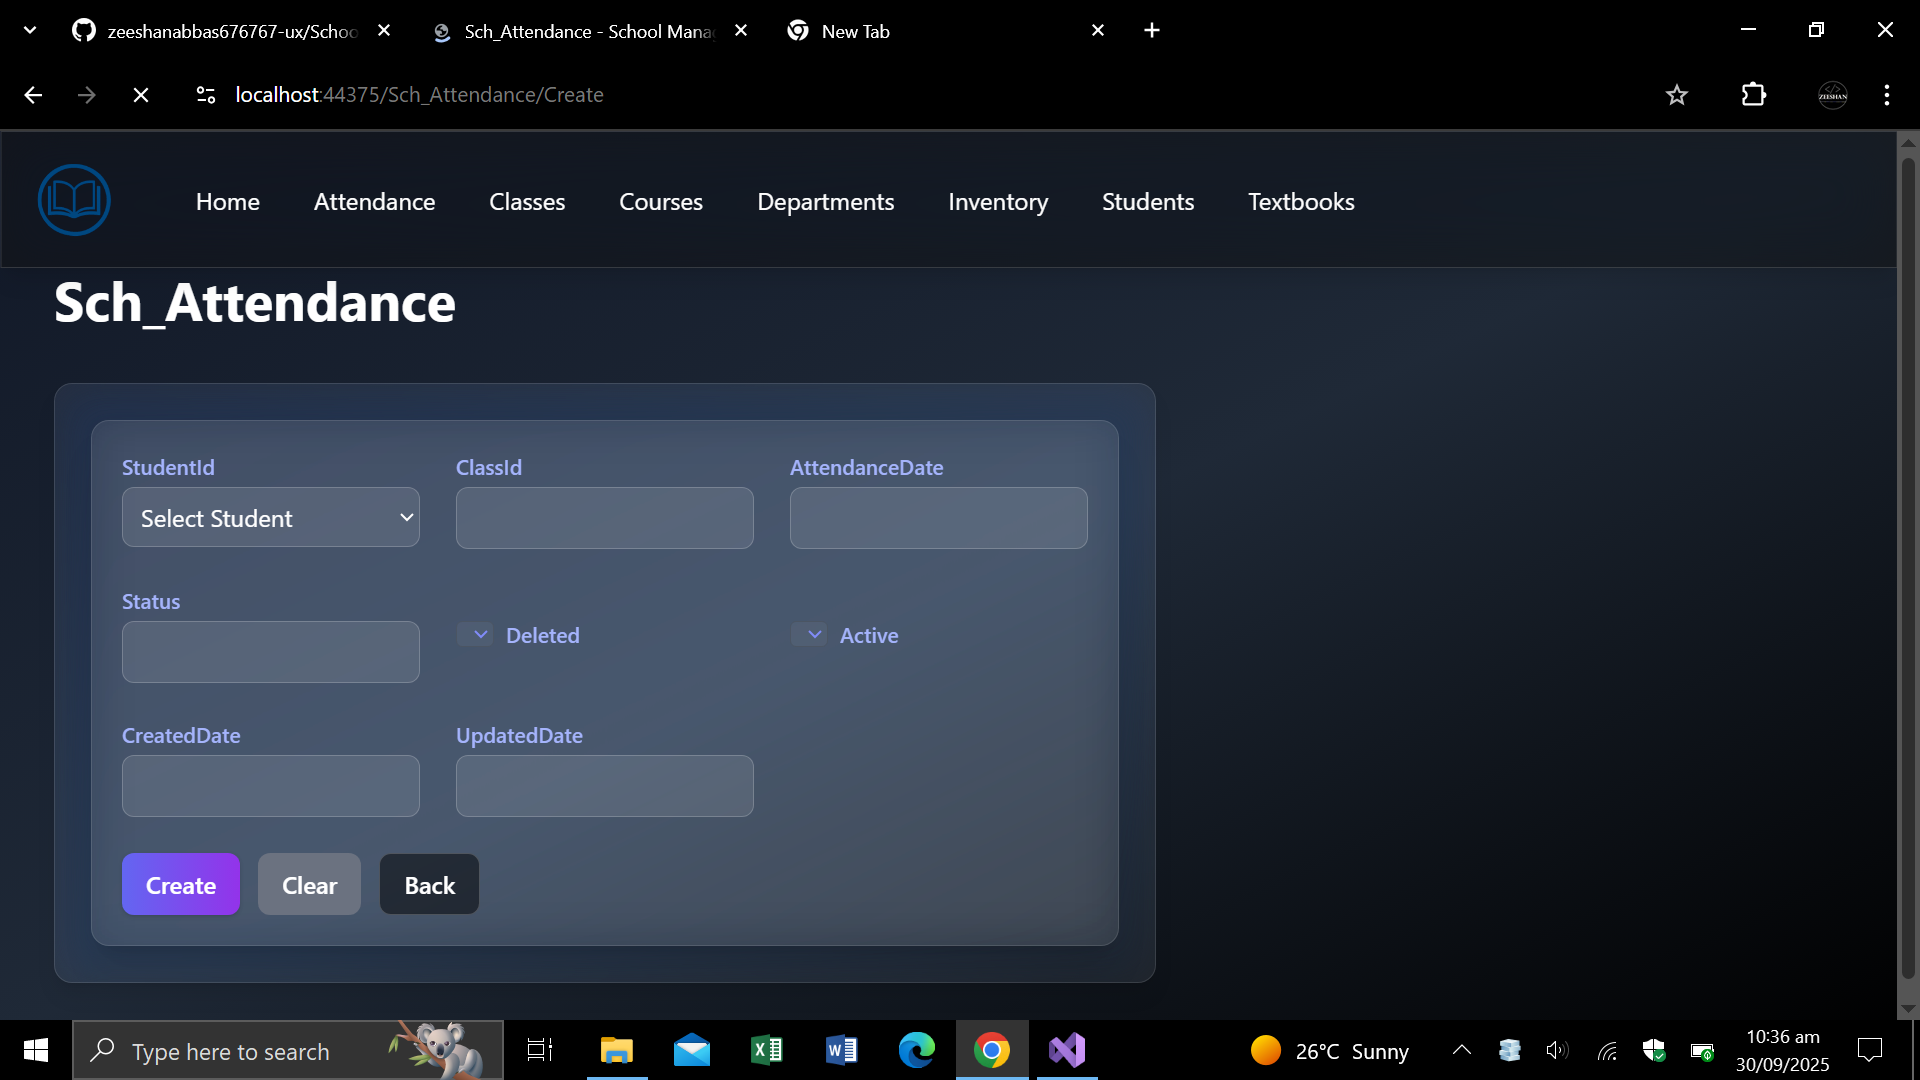 zeeshanabbas676767-ux/Schoo
Sch_Attendance - School Mana
New Tab
localhost:44375/Sch_Attendance/Create
ZEESHAN
Home
Attendance
Classes
Courses
Departments
Inventory
Students
Textbooks
Sch_Attendance
StudentId
ClassId
AttendanceDate
Select Student
Status
Deleted
Active
CreatedDate
UpdatedDate
Create
Clear
Back
Type here to search
26°C Sunny
10:36 am
30/09/2025